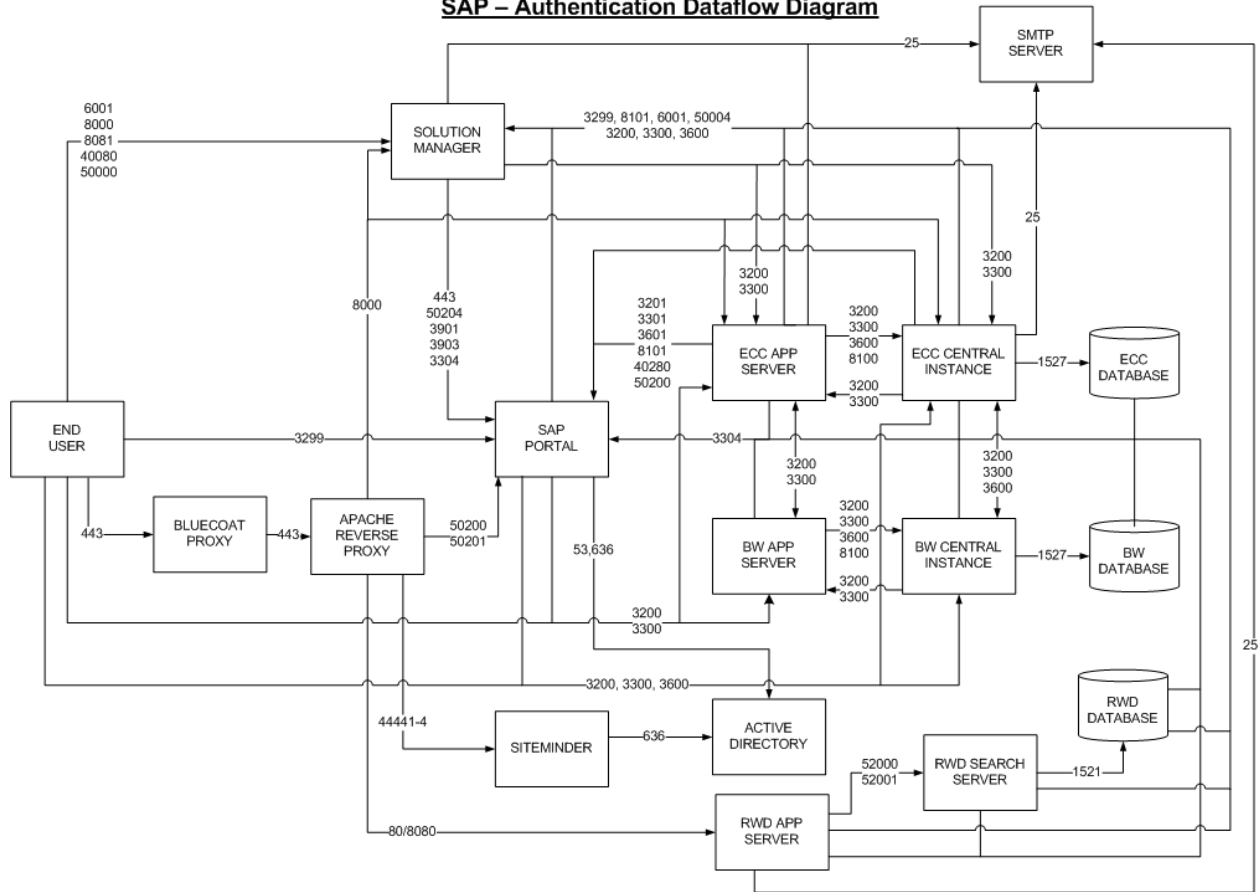 SAP – Authentication Dataflow Diagram
SMTP
SERVER
25
6001
8000
8081
40080
50000
SOLUTION
MANAGER
3299, 8101, 6001, 50004
3200, 3300, 3600
25
3200
3300
3200
3300
8000
443
50204
3901
3903
3304
3201
3301
3601
8101
40280
50200
ECC APP
SERVER
3200
3300
3600
8100
3200
3300
ECC CENTRAL
INSTANCE
1527
ECC
DATABASE
END
USER
3299
SAP
PORTAL
3304
3200
3300
3200
3300
3600
443
BLUECOAT
PROXY
443
APACHE
REVERSE
PROXY
50200
50201
53,636
BW APP
SERVER
3200
3300
3600
8100
3200
3300
BW CENTRAL
INSTANCE
1527
BW
DATABASE
3200
3300
25
3200, 3300, 3600
44441-4
SITEMINDER
636
ACTIVE
DIRECTORY
RWD
DATABASE
52000
52001
RWD SEARCH
SERVER
1521
80/8080
RWD APP
SERVER